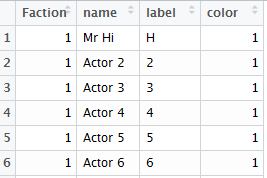 Faction name label color
1 1 Mr Hi H 1
2 1 Actor 2 2 1
3 1 Actor 3 3 1
4 1 Actor 4 4 1
5 1 Actor 5 5 1
6 1 Actor 6 6 1